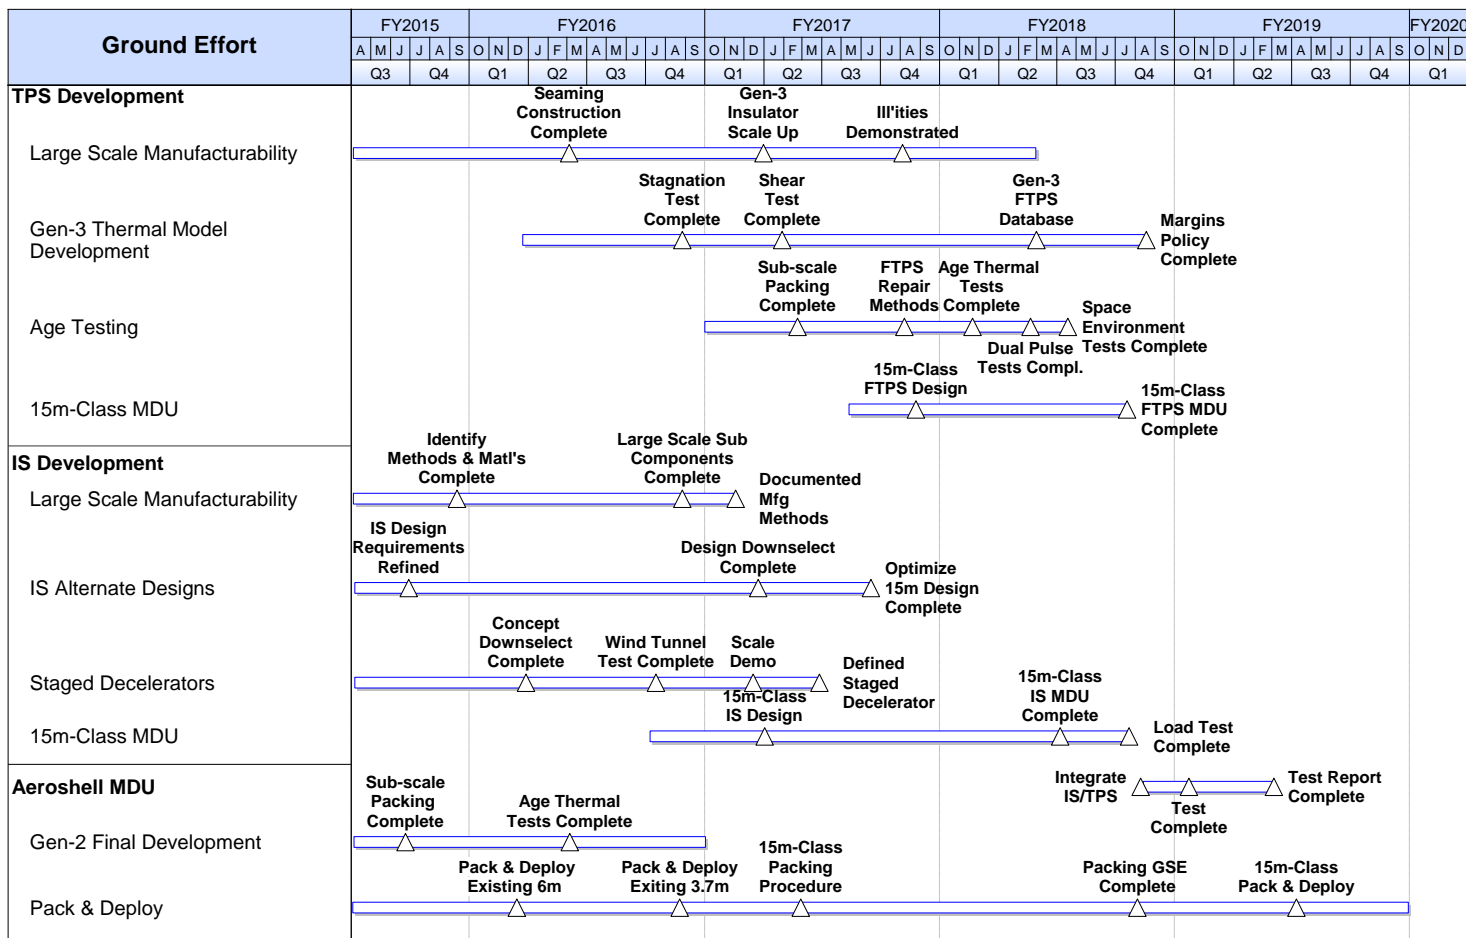 Ground Effort
FY2015 FY2016 FY2017 FY2018 FY2019 FY2020
A M J J A S O N D J F M A M J J A S O N D J F M A M J J A S O N D J F M A M J J A S O N D J F M A M J J A S O N D
Q3 Q4 Q1 Q2 Q3 Q4 Q1 Q2 Q3 Q4 Q1 Q2 Q3 Q4 Q1 Q2 Q3 Q4 Q1
TPS Development
Seaming
Construction
Complete
Gen-3
Insulator
Scale Up
Ill'ities
Demonstrated
Large Scale Manufacturability
Stagnation
Test
Complete
Shear
Test
Complete
Gen-3
FTPS
Database
Margins
Policy
Complete
Gen-3 Thermal Model
Development
Sub-scale
Packing
Complete
FTPS
Repair
Methods
Age Thermal
Tests
Complete
Space
Environment
Tests Complete
Age Testing
Dual Pulse
Tests Compl.
15m-Class
FTPS Design
15m-Class
FTPS MDU
Complete
15m-Class MDU
IS Development
Identify
Methods & Matl's
Complete
Large Scale Sub
Components
Complete
Documented
Mfg
Methods
Large Scale Manufacturability
IS Design
Requirements
Refined
Design Downselect
Complete
Optimize
15m Design
Complete
IS Alternate Designs
Concept
Downselect
Complete
Wind Tunnel
Test Complete
Scale
Demo
Defined
Staged
Decelerator
Staged Decelerators
15m-Class
IS Design
15m-Class
IS MDU
Complete
Load Test
Complete
15m-Class MDU
Aeroshell MDU
Integrate
IS/TPS
Test
Complete
Test Report
Complete
Sub-scale
Packing
Complete
Age Thermal
Tests Complete
Gen-2 Final Development
Pack & Deploy
Existing 6m
Pack & Deploy
Exiting 3.7m
15m-Class
Packing
Procedure
Packing GSE
Complete
15m-Class
Pack & Deploy
Pack & Deploy